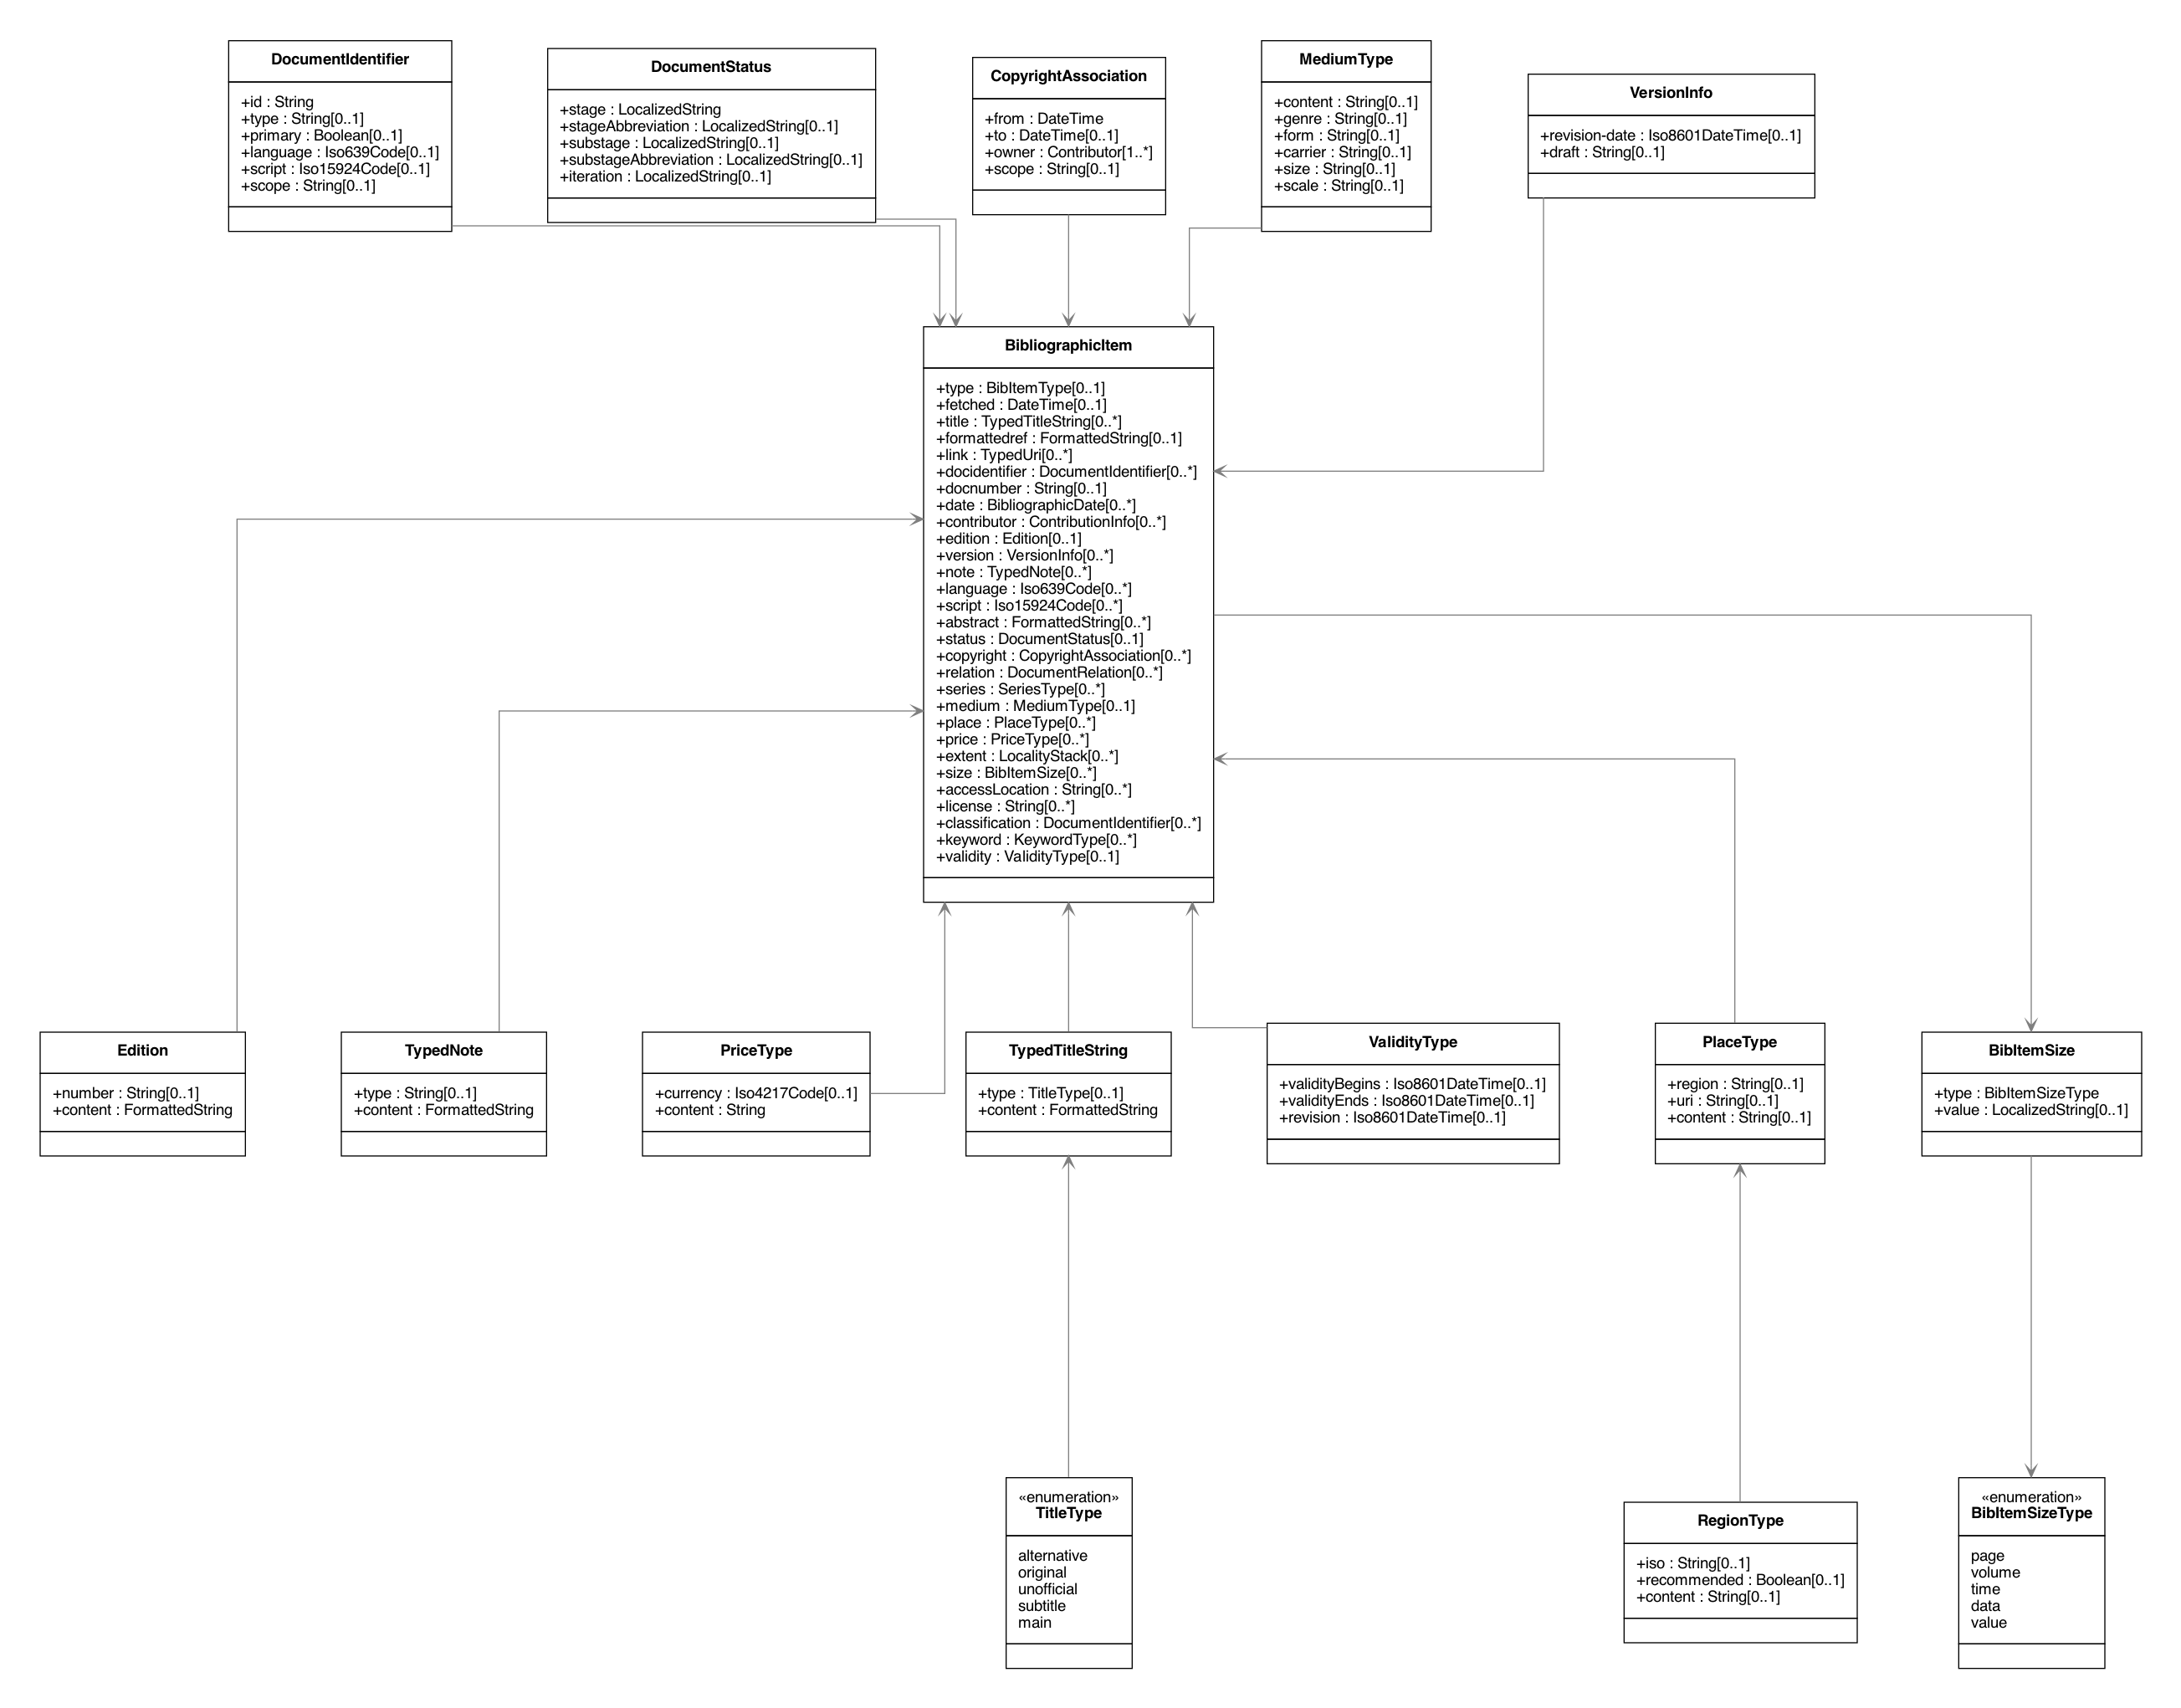 DocumentIdentifier
+id : String
+type : String[0..1]
+primary : Boolean[0..1]
+language : Iso639Code[0..1]
+script : Iso15924Code[0..1]
+scope : String[0..1]
DocumentStatus
+stage : LocalizedString
+stageAbbreviation : LocalizedString[0..1]
+substage : LocalizedString[0..1]
+substageAbbreviation : LocalizedString[0..1]
+iteration : LocalizedString[0..1]
CopyrightAssociation
+from : DateTime
+to : DateTime[0..1]
+owner : Contributor[1..*]
+scope : String[0..1]
MediumType
+content : String[0..1]
+genre : String[0..1]
+form : String[0..1]
+carrier : String[0..1]
+size : String[0..1]
+scale : String[0..1]
VersionInfo
+revision-date : Iso8601DateTime[0..1]
+draft : String[0..1]
BibliographicItem
+type : BibItemType[0..1]
+fetched : DateTime[0..1]
+title : TypedTitleString[0..*]
+formattedref : FormattedString[0..1]
+link : TypedUri[0..*]
+docidentifier : DocumentIdentifier[0..*]
+docnumber : String[0..1]
+date : BibliographicDate[0..*]
+contributor : ContributionInfo[0..*]
+edition : Edition[0..1]
+version : VersionInfo[0..*]
+note : TypedNote[0..*]
+language : Iso639Code[0..*]
+script : Iso15924Code[0..*]
+abstract : FormattedString[0..*]
+status : DocumentStatus[0..1]
+copyright : CopyrightAssociation[0..*]
+relation : DocumentRelation[0..*]
+series : SeriesType[0..*]
+medium : MediumType[0..1]
+place : PlaceType[0..*]
+price : PriceType[0..*]
+extent : LocalityStack[0..*]
+size : BibItemSize[0..*]
+accessLocation : String[0..*]
+license : String[0..*]
+classification : DocumentIdentifier[0..*]
+keyword : KeywordType[0..*]
+validity : ValidityType[0..1]
Edition
+number : String[0..1]
+content : FormattedString
TypedNote
+type : String[0..1]
+content : FormattedString
PriceType
+currency : Iso4217Code[0..1]
+content : String
TypedTitleString
+type : TitleType[0..1]
+content : FormattedString
ValidityType
+validityBegins : Iso8601DateTime[0..1]
+validityEnds : Iso8601DateTime[0..1]
+revision : Iso8601DateTime[0..1]
PlaceType
+region : String[0..1]
+uri : String[0..1]
+content : String[0..1]
BibItemSize
+type : BibItemSizeType
+value : LocalizedString[0..1]
«enumeration»
TitleType
alternative
original
unofficial
subtitle
main
RegionType
+iso : String[0..1]
+recommended : Boolean[0..1]
+content : String[0..1]
«enumeration»
BibItemSizeType
page
volume
time
data
value